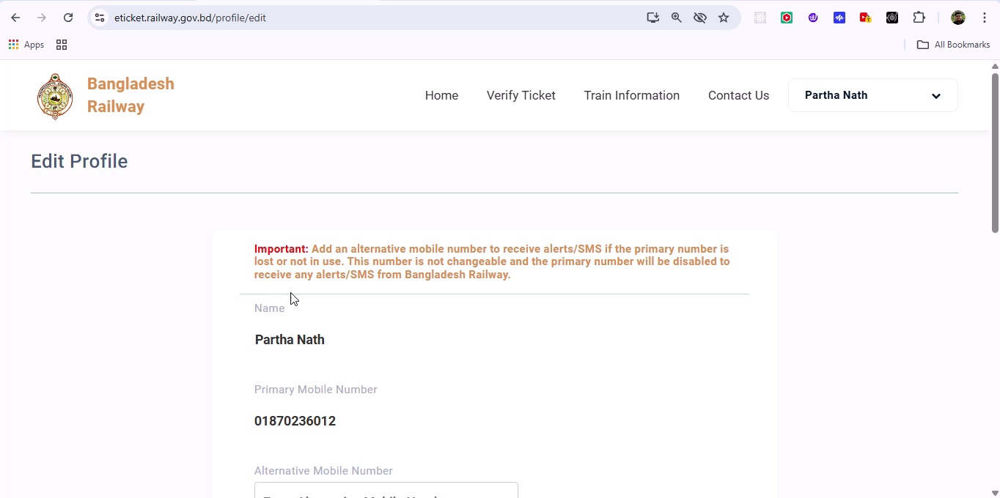 eticket.railway.gov.bd/profile/edit
Apps
All Bookmarks
Bangladesh
Railway
Home
Verify Ticket
Train Information
Contact Us
Partha Nath
Edit Profile
Important: Add an alternative mobile number to receive alerts/SMS if the primary number is
lost or not in use. This number is not changeable and the primary number will be disabled to
receive any alerts/SMS from Bangladesh Railway.
Name
Partha Nath
Primary Mobile Number
01870236012
Alternative Mobile Number